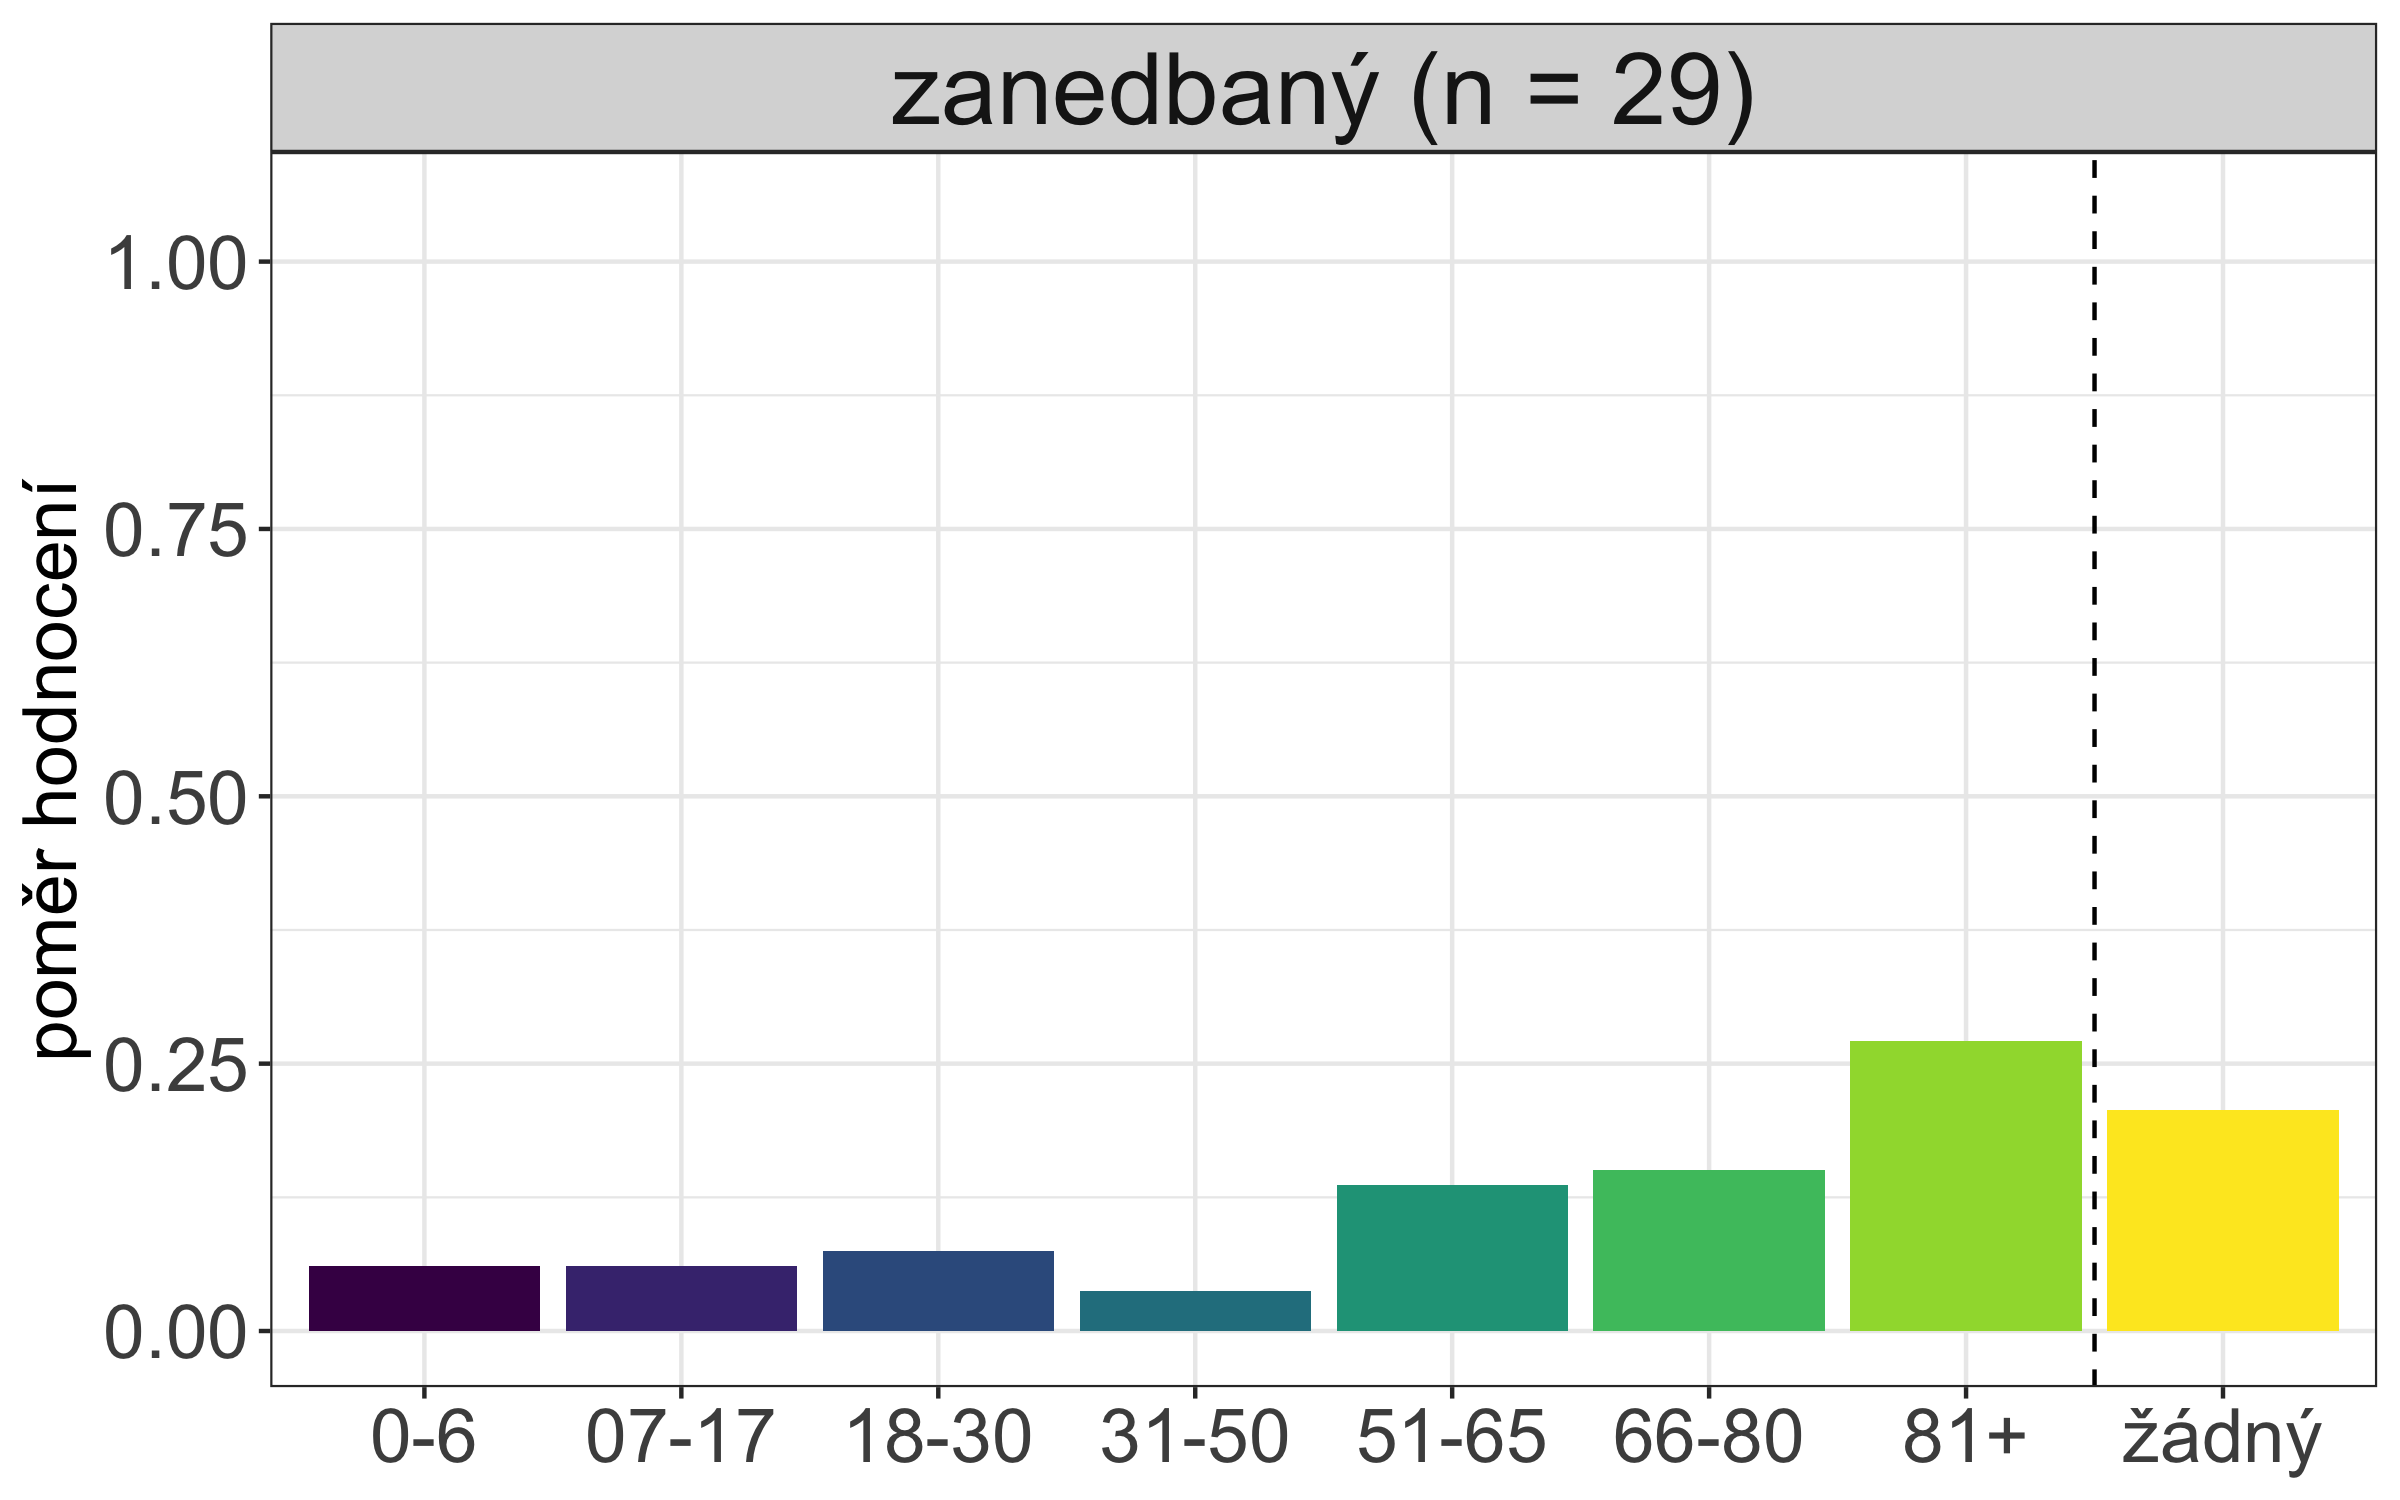 zanedbaný (n = 29)
poměr hodnocení
1.00
0.75
0.50
0.25
0.00
0-6 07-17 18-30 31-50 51-65 66-80 81+ žádný